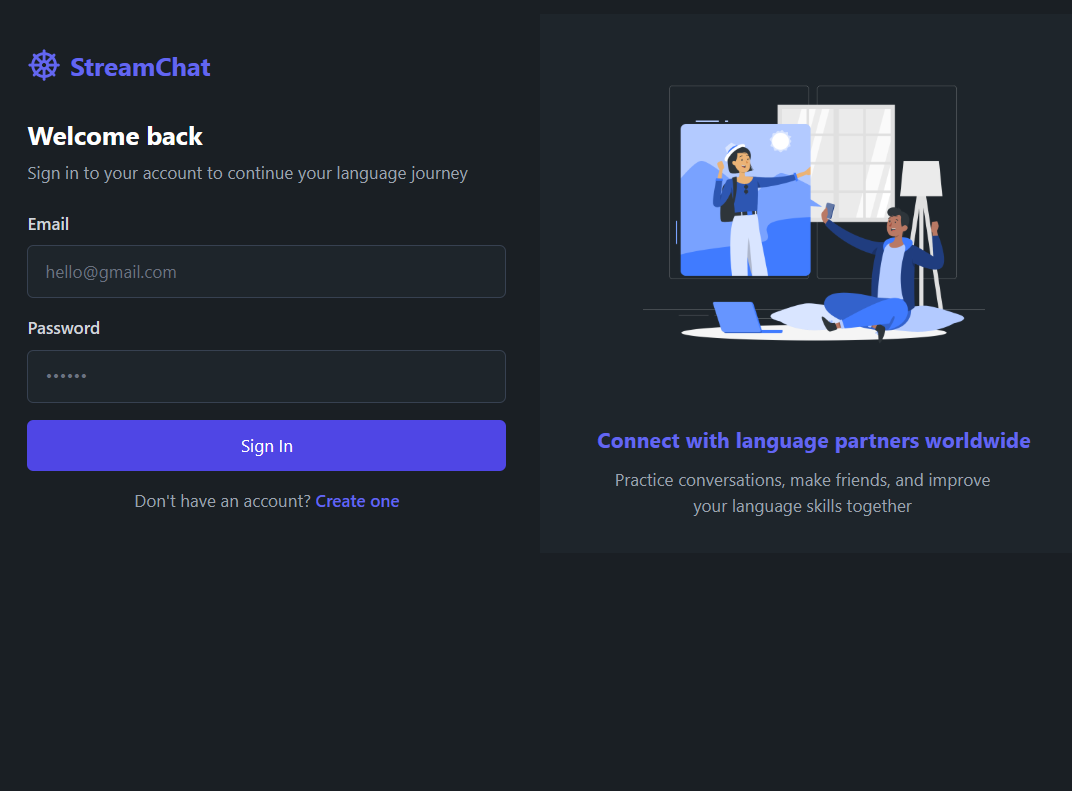 StreamChat
Welcome back
Sign in to your account to continue your language journey
Email
hello@gmail.com
Password
••••••
Sign In
Don't have an account? Create one
Connect with language partners worldwide
Practice conversations, make friends, and improve
your language skills together